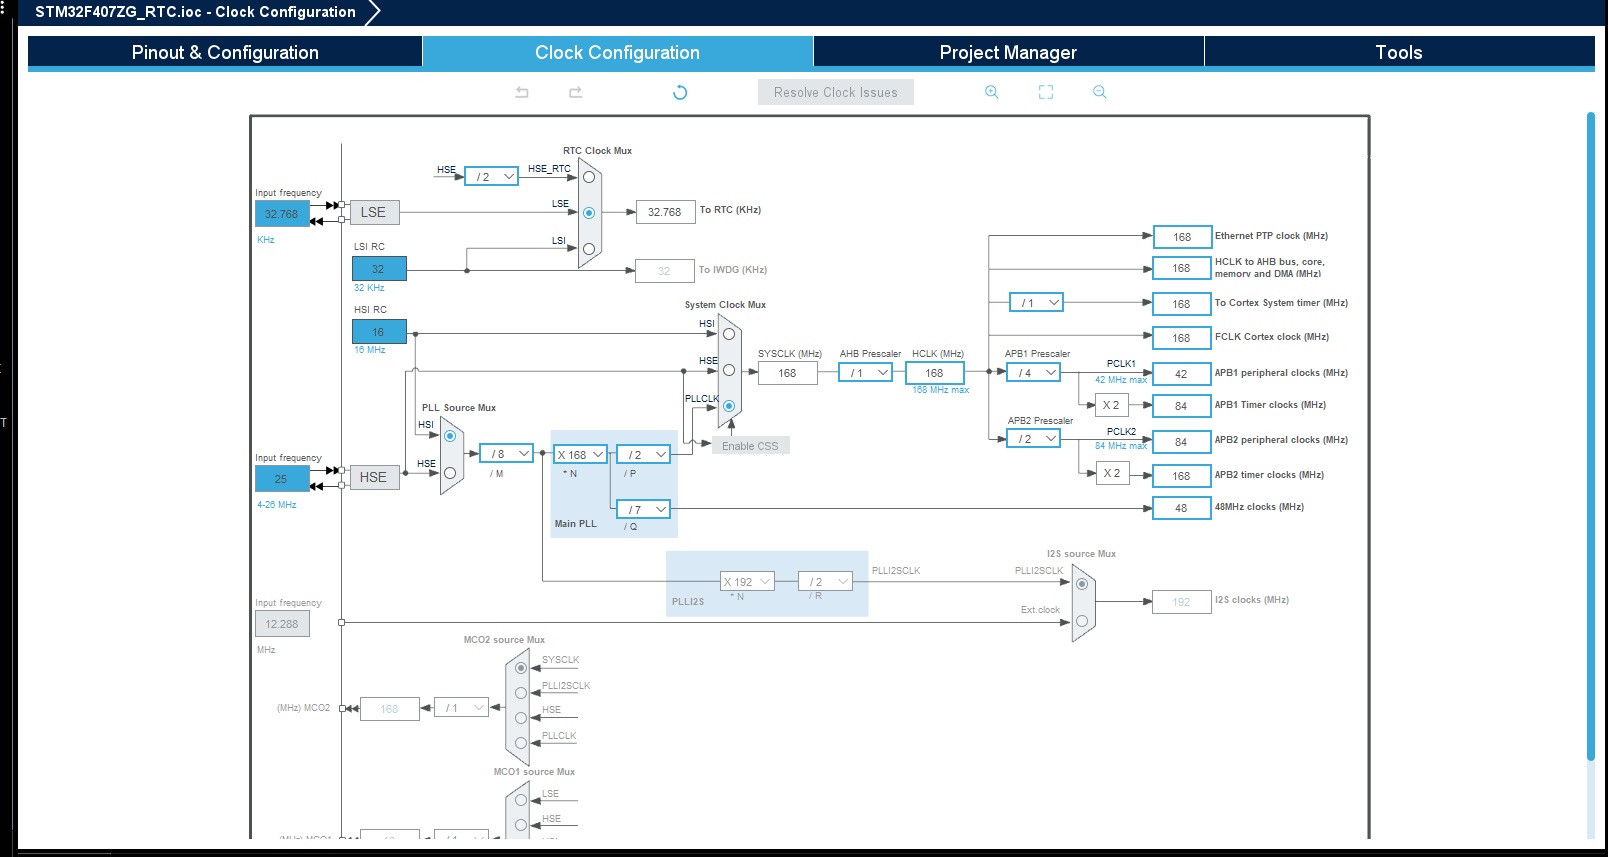 STM32F407ZG_RTC.ioc - Clock Configuration
Pinout & Configuration
Clock Configuration
Project Manager
Tools
Resolve Clock Issues
RTC Clock Mux
HSE
/ 2
HSE_RTC
Input frequency
32.768
KHz
LSE
LSE
32.768
To RTC (KHz)
LSI RC
32
32 KHz
LSI
32
To IWDG (KHz)
HSI RC
16
16 MHz
System Clock Mux
HSI
HSE
PLLCLK
SYSCLK (MHz)
168
AHB Prescaler
/ 1
HCLK (MHz)
168
168 MHz max
168
Ethernet PTP clock (MHz)
168
HCLK to AHB bus, core,
memory and DMA (MHz)
/ 1
168
To Cortex System timer (MHz)
168
FCLK Cortex clock (MHz)
APB1 Prescaler
/ 4
PCLK1
42 MHz max
42
APB1 peripheral clocks (MHz)
X 2
84
APB1 Timer clocks (MHz)
APB2 Prescaler
/ 2
PCLK2
84 MHz max
84
APB2 peripheral clocks (MHz)
X 2
168
APB2 timer clocks (MHz)
48
48MHz clocks (MHz)
PLL Source Mux
HSI
HSE
Input frequency
25
4-26 MHz
HSE
/ 8
/ M
X 168
* N
/ 2
/ P
/ 7
/ Q
Main PLL
Enable CSS
PLLI2S
X 192
* N
/ 2
/ R
PLLI2SCLK
I2S source Mux
PLLI2SCLK
Ext.clock
192
I2S clocks (MHz)
Input frequency
12.288
MHz
MCO2 source Mux
SYSCLK
PLLI2SCLK
HSE
PLLCLK
(MHz) MCO2
168
/ 1
MCO1 source Mux
LSE
HSE
T